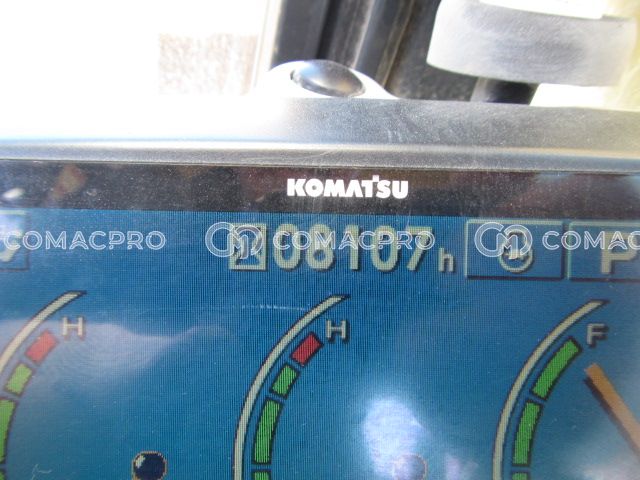 KOMATSU
COMACPRO COMACPRO COMACPRO
08107h P
H H F